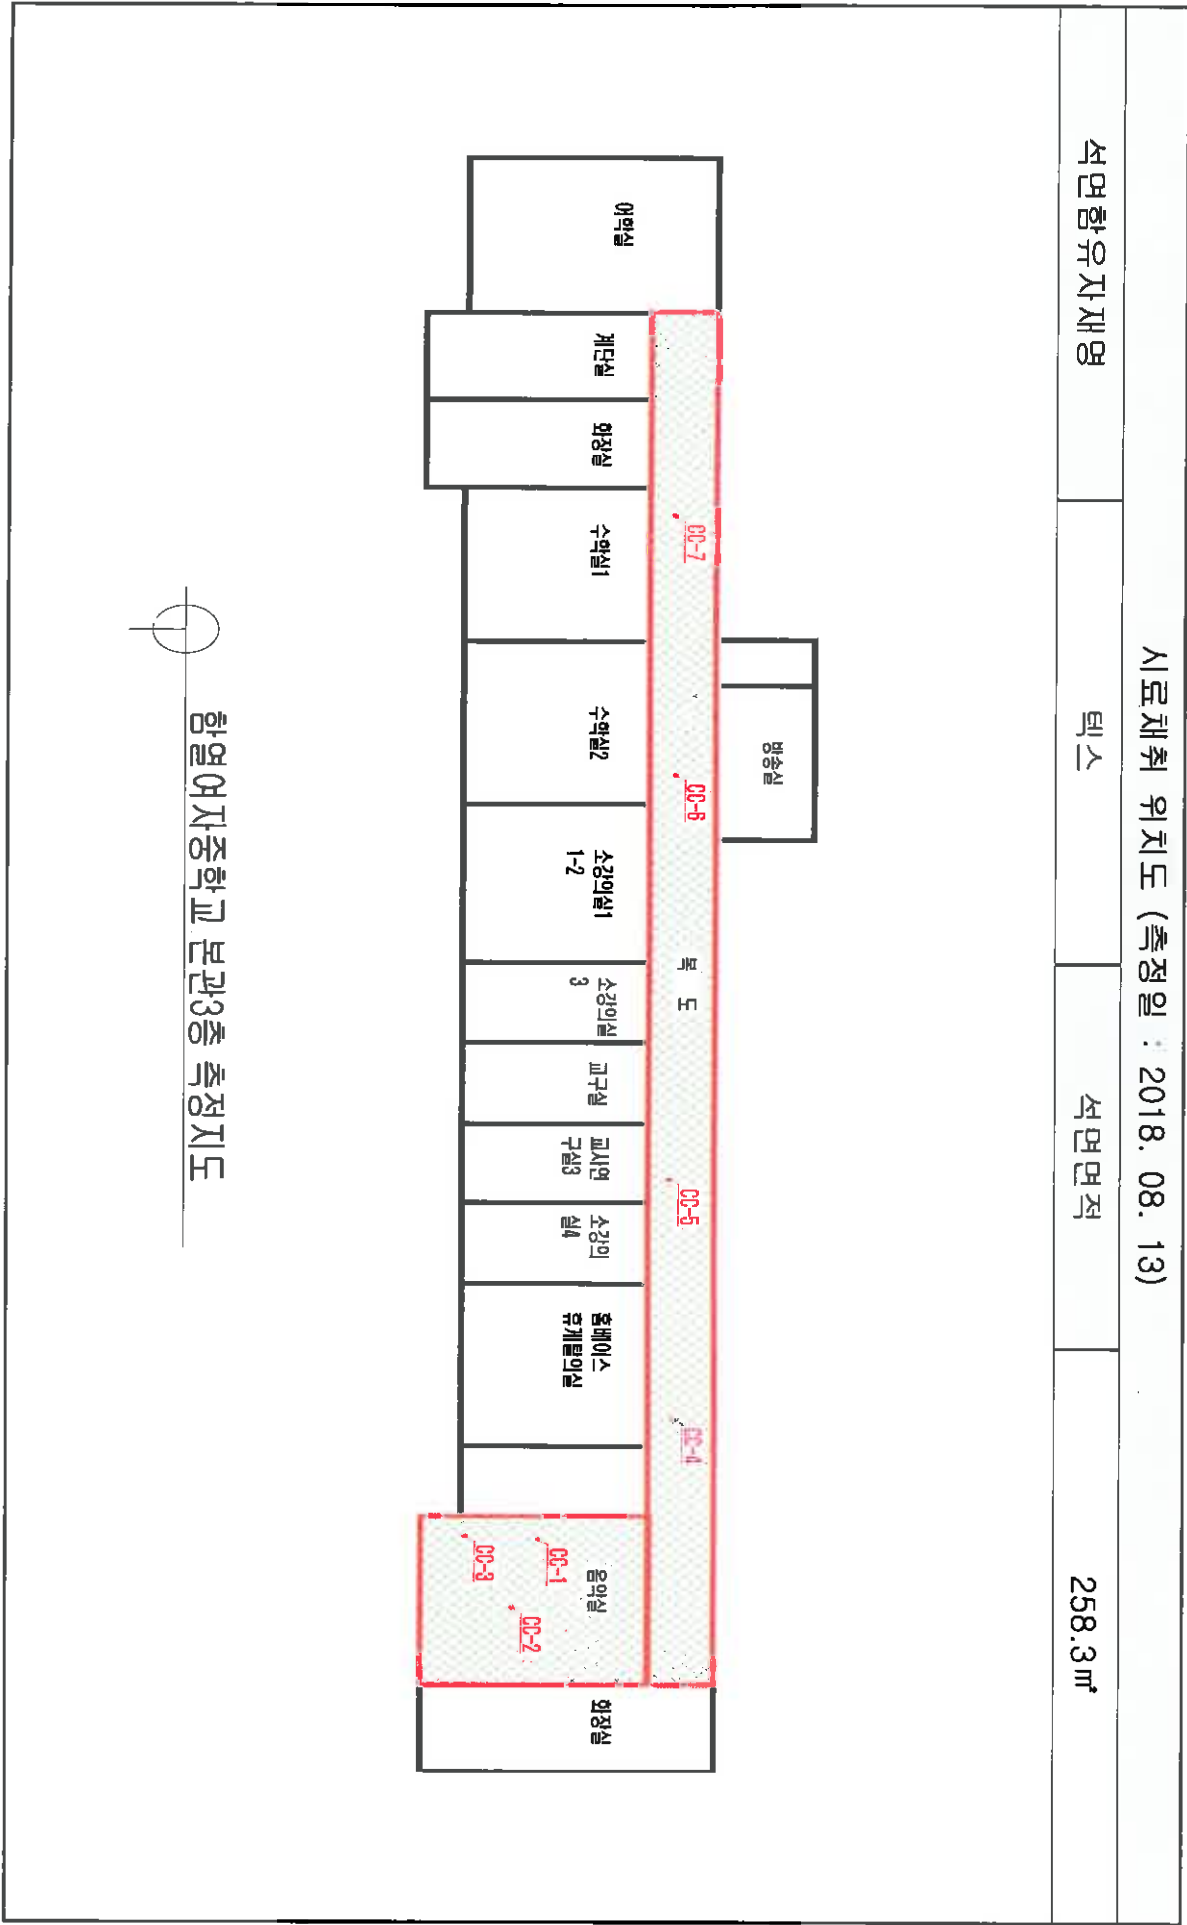 시료채취 위치도 (측정일 : 2018. 08. 13)
석면함유자재명
텍스
석면면적
258.3㎡
방송실
어학실
계단실
화장실
수학실1
수학실2
소강의실1
1-2
소강의실
3
교구실
교사연
구실3
소강의
실4
홈베이스
휴게탈의실
음악실
화장실
복 도
CC-7
CC-6
CC-5
CC-4
CC-1
CC-2
CC-3
함열여자중학교 본관3층 측정지도